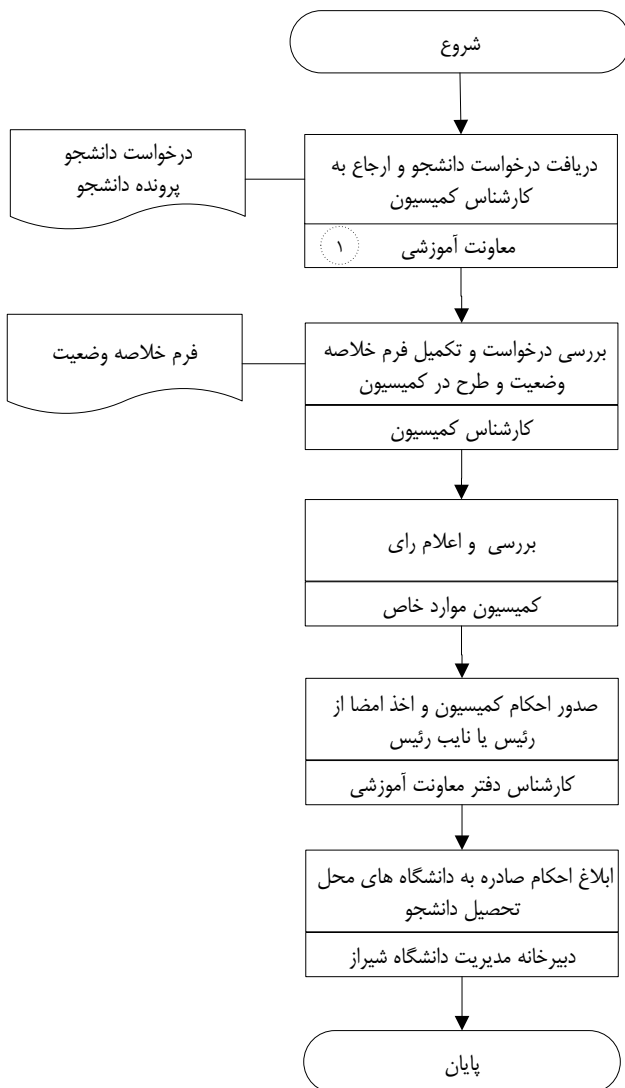 شروع
دریافت درخواست دانشجو و ارجاع به
کارشناس کمیسیون
معاونت آموزشی
۱
درخواست دانشجو
پرونده دانشجو
بررسی درخواست و تکمیل فرم خلاصه
وضعیت و طرح در کمیسیون
کارشناس کمیسیون
فرم خلاصه وضعیت
بررسی و اعلام رای
کمیسیون موارد خاص
صدور احکام کمیسیون و اخذ امضا از
رئیس یا نایب رئیس
کارشناس دفتر معاونت آموزشی
ابلاغ احکام صادره به دانشگاه های محل
تحصیل دانشجو
دبیرخانه مدیریت دانشگاه شیراز
پایان